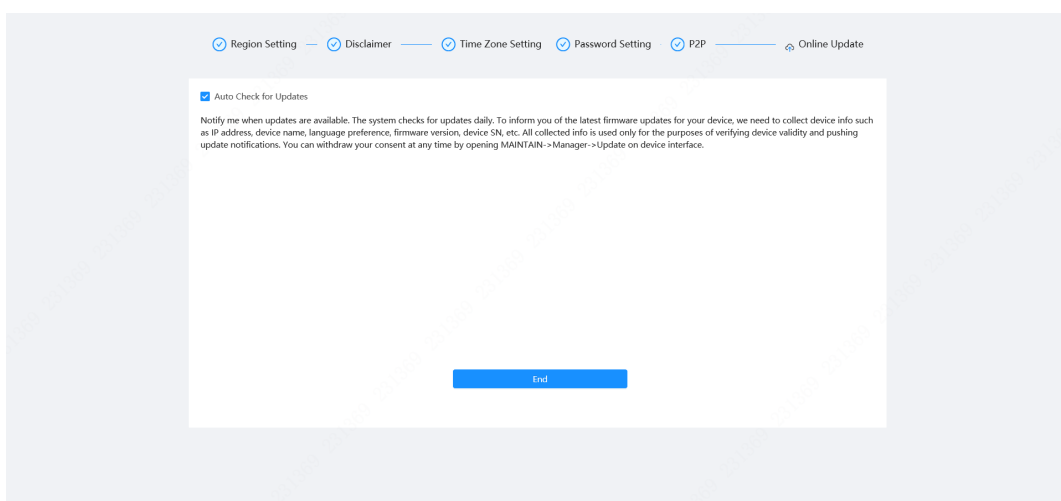 Region Setting Disclaimer Time Zone Setting Password Setting P2P Online Update
Auto Check for Updates
Notify me when updates are available. The system checks for updates daily. To inform you of the latest firmware updates for your device, we need to collect device info such
as IP address, device name, language preference, firmware version, device SN, etc. All collected info is used only for the purposes of verifying device validity and pushing
update notifications. You can withdraw your consent at any time by opening MAINTAIN->Manager->Update on device interface.
End